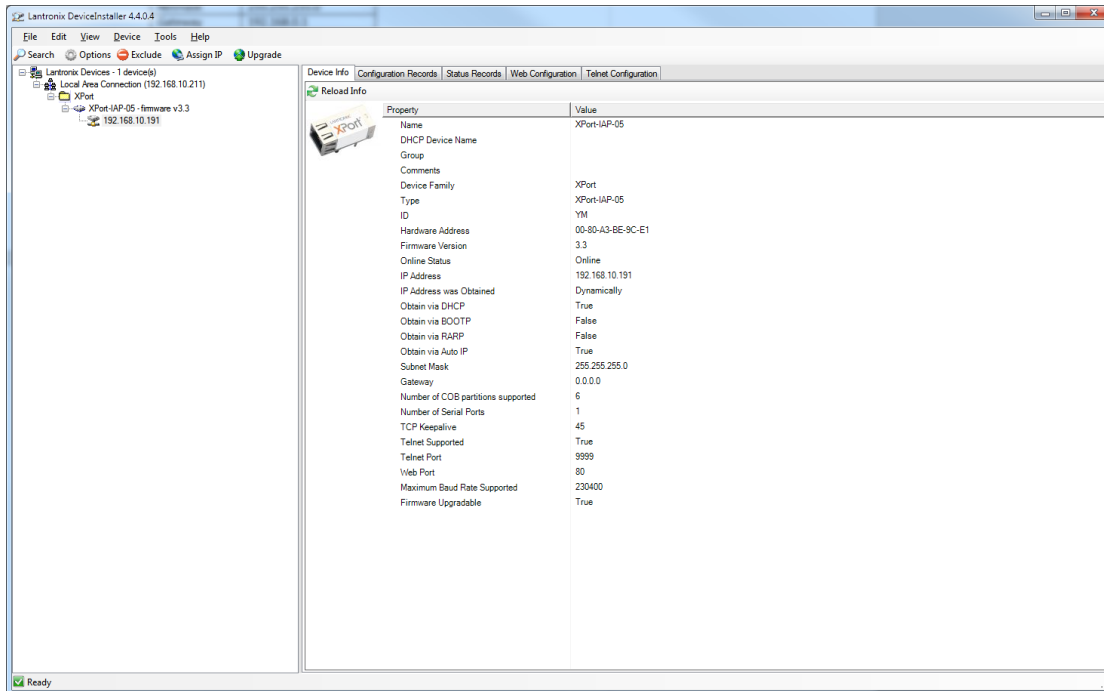 Lantronix DeviceInstaller 4.4.0.4
File Edit View Device Tools Help
Search Options Exclude Assign IP Upgrade
Lantronix Devices - 1 device(s)
Local Area Connection (192.168.10.211)
XPort
XPort-IAP-05 - firmware v3.3
192.168.10.191
Device Info Configuration Records Status Records Web Configuration Telnet Configuration
Reload Info
XPort
Property Value
Name XPort-IAP-05
DHCP Device Name
Group
Comments
Device Family XPort
Type XPort-IAP-05
ID YM
Hardware Address 00-80-A3-BE-9C-E1
Firmware Version 3.3
Online Status Online
IP Address 192.168.10.191
IP Address was Obtained Dynamically
Obtain via DHCP True
Obtain via BOOTP False
Obtain via RARP False
Obtain via Auto IP True
Subnet Mask 255.255.255.0
Gateway 0.0.0.0
Number of COB partitions supported 6
Number of Serial Ports 1
TCP Keepalive 45
Telnet Supported True
Telnet Port 9999
Web Port 80
Maximum Baud Rate Supported 230400
Firmware Upgradable True
Ready